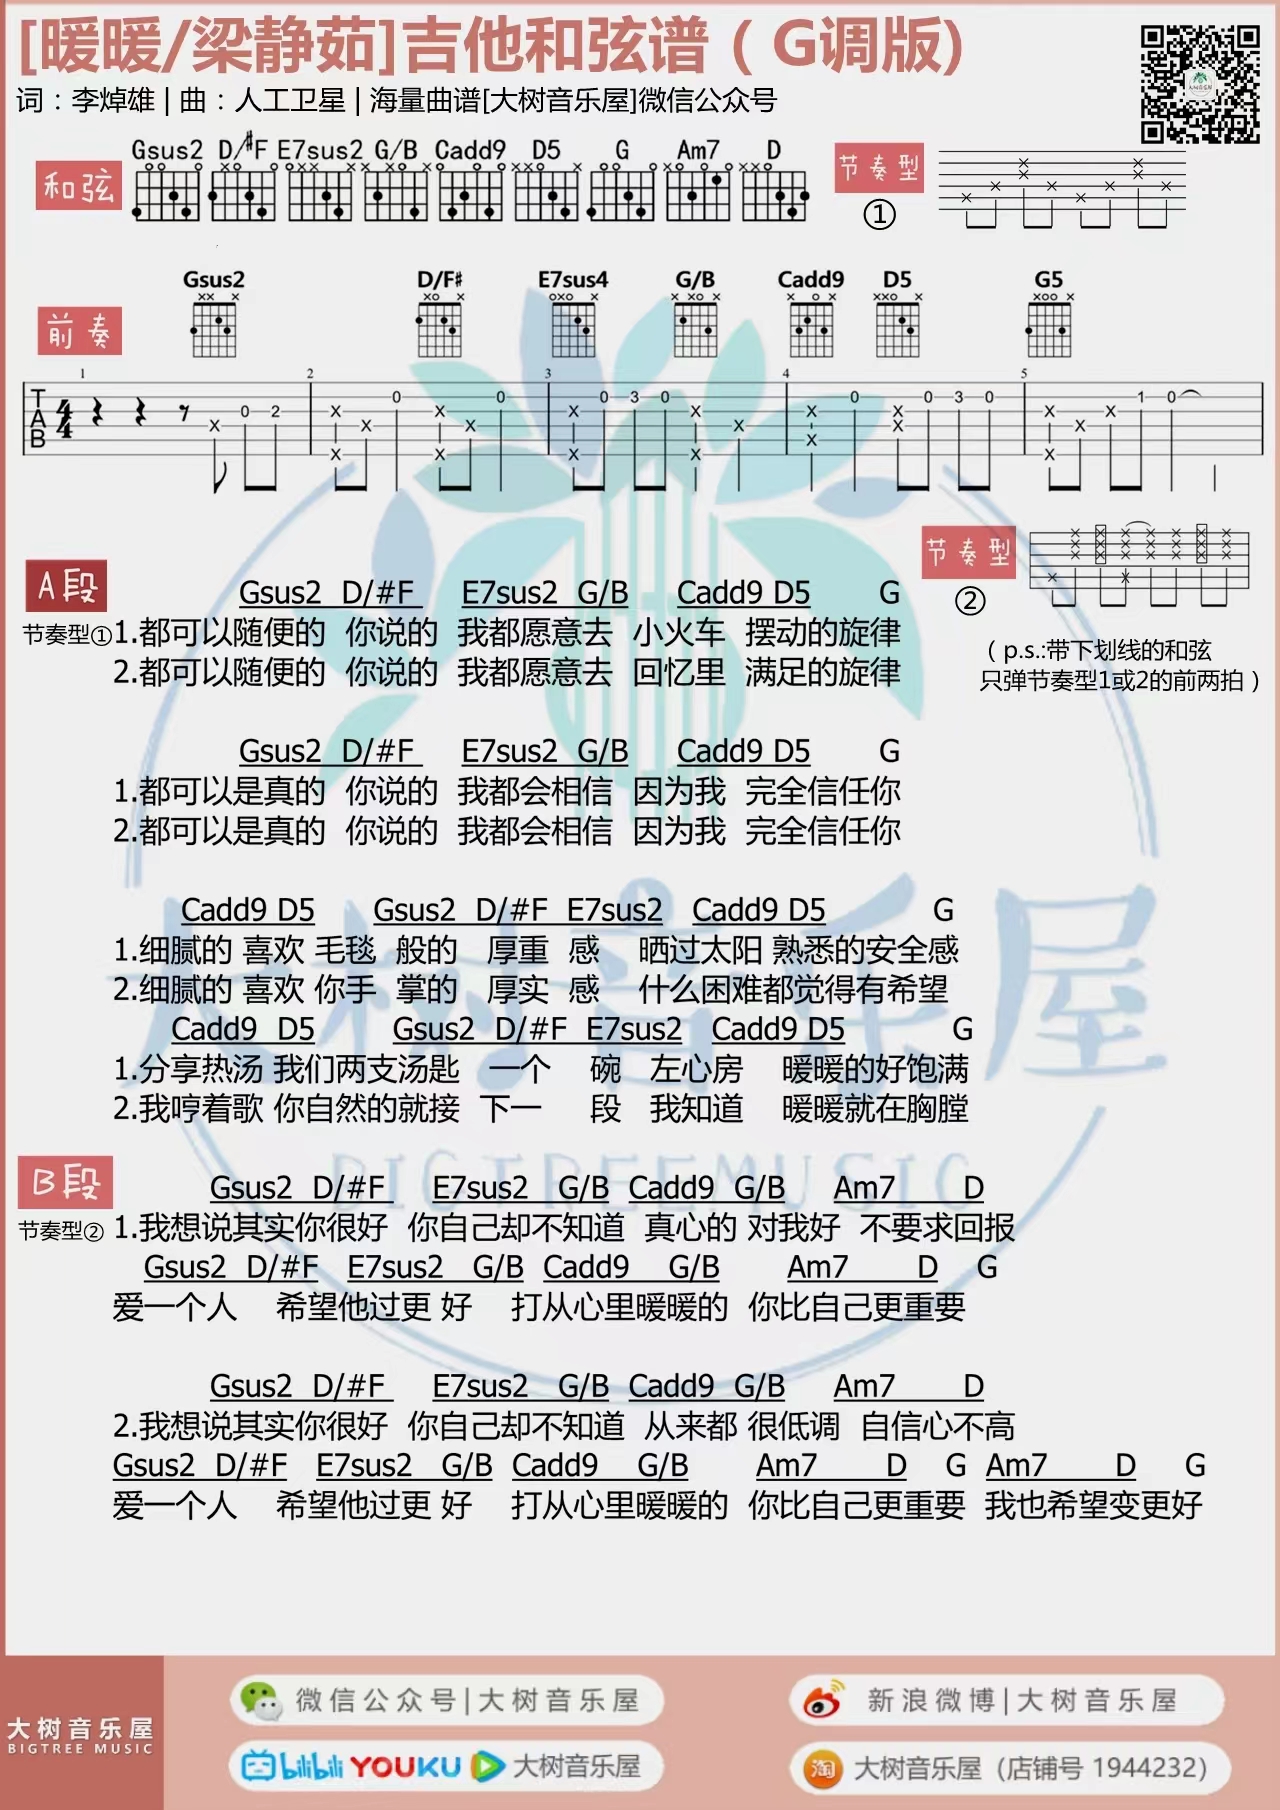 [暖暖/梁静茹]吉他和弦谱（G调版)
词：李焯雄 | 曲：人工卫星 | 海量曲谱[大树音乐屋]微信公众号
和弦
Gsus2 D/#F E7sus2 G/B Cadd9 D5 G Am7 D
节奏型
①
前奏
Gsus2 D/F# E7sus4 G/B Cadd9 D5 G5
1 2 3 4 5
TAB 4/4
0 2 0 0 0 3 0 0 0 3 0 1 0
节奏型
②
（p.s.:带下划线的和弦
只弹节奏型1或2的前两拍）
A段
节奏型①
Gsus2 D/#F E7sus2 G/B Cadd9 D5 G
1.都可以随便的 你说的 我都愿意去 小火车 摆动的旋律
2.都可以随便的 你说的 我都愿意去 回忆里 满足的旋律
Gsus2 D/#F E7sus2 G/B Cadd9 D5 G
1.都可以是真的 你说的 我都会相信 因为我 完全信任你
2.都可以是真的 你说的 我都会相信 因为我 完全信任你
Cadd9 D5 Gsus2 D/#F E7sus2 Cadd9 D5 G
1.细腻的 喜欢 毛毯 般的 厚重 感 晒过太阳 熟悉的安全感
2.细腻的 喜欢 你手 掌的 厚实 感 什么困难都觉得有希望
Cadd9 D5 Gsus2 D/#F E7sus2 Cadd9 D5 G
1.分享热汤 我们两支汤匙 一个 碗 左心房 暖暖的好饱满
2.我哼着歌 你自然的就接 下一 段 我知道 暖暖就在胸膛
大树音乐屋
BIGTREEMUSIC
B段
节奏型②
Gsus2 D/#F E7sus2 G/B Cadd9 G/B Am7 D
1.我想说其实你很好 你自己却不知道 真心的 对我好 不要求回报
Gsus2 D/#F E7sus2 G/B Cadd9 G/B Am7 D G
爱一个人 希望他过更 好 打从心里暖暖的 你比自己更重要
Gsus2 D/#F E7sus2 G/B Cadd9 G/B Am7 D
2.我想说其实你很好 你自己却不知道 从来都 很低调 自信心不高
Gsus2 D/#F E7sus2 G/B Cadd9 G/B Am7 D G Am7 D G
爱一个人 希望他过更 好 打从心里暖暖的 你比自己更重要 我也希望变更好
大树音乐屋
BIGTREE MUSIC
微信公众号|大树音乐屋
新浪微博|大树音乐屋
bilibili YOUKU 大树音乐屋
淘 大树音乐屋（店铺号 1944232）